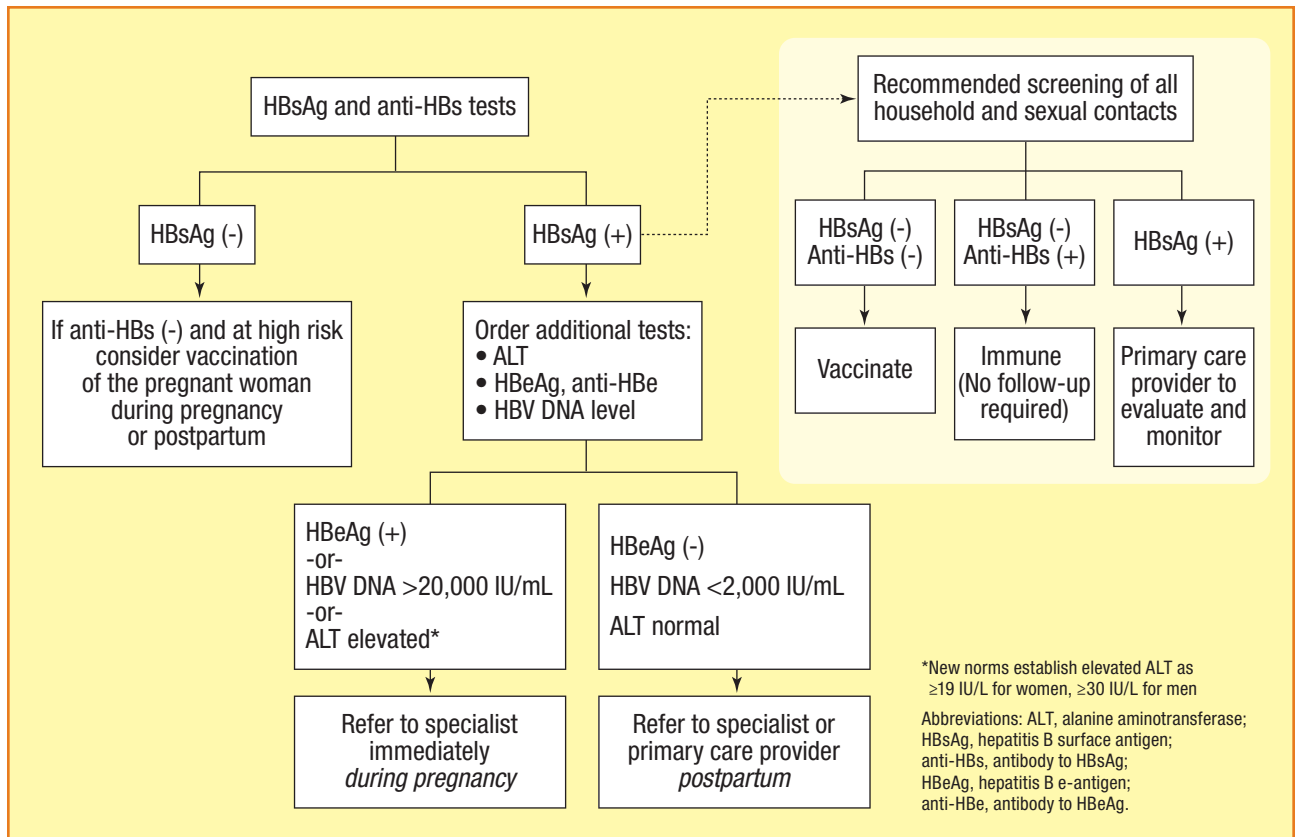 HBsAg and anti-HBs tests
HBsAg (-)
HBsAg (+)
If anti-HBs (-) and at high risk
consider vaccination
of the pregnant woman
during pregnancy
or postpartum
Order additional tests:
• ALT
• HBeAg, anti-HBe
• HBV DNA level
HBeAg (+)
-or-
HBV DNA >20,000 IU/mL
-or-
ALT elevated*
HBeAg (-)
HBV DNA <2,000 IU/mL
ALT normal
Refer to specialist
immediately
during pregnancy
Refer to specialist or
primary care provider
postpartum
Recommended screening of all
household and sexual contacts
HBsAg (-)
Anti-HBs (-)
HBsAg (-)
Anti-HBs (+)
HBsAg (+)
Vaccinate
Immune
(No follow-up
required)
Primary care
provider to
evaluate and
monitor
*New norms establish elevated ALT as
≥19 IU/L for women, ≥30 IU/L for men
Abbreviations: ALT, alanine aminotransferase;
HBsAg, hepatitis B surface antigen;
anti-HBs, antibody to HBsAg;
HBeAg, hepatitis B e-antigen;
anti-HBe, antibody to HBeAg.